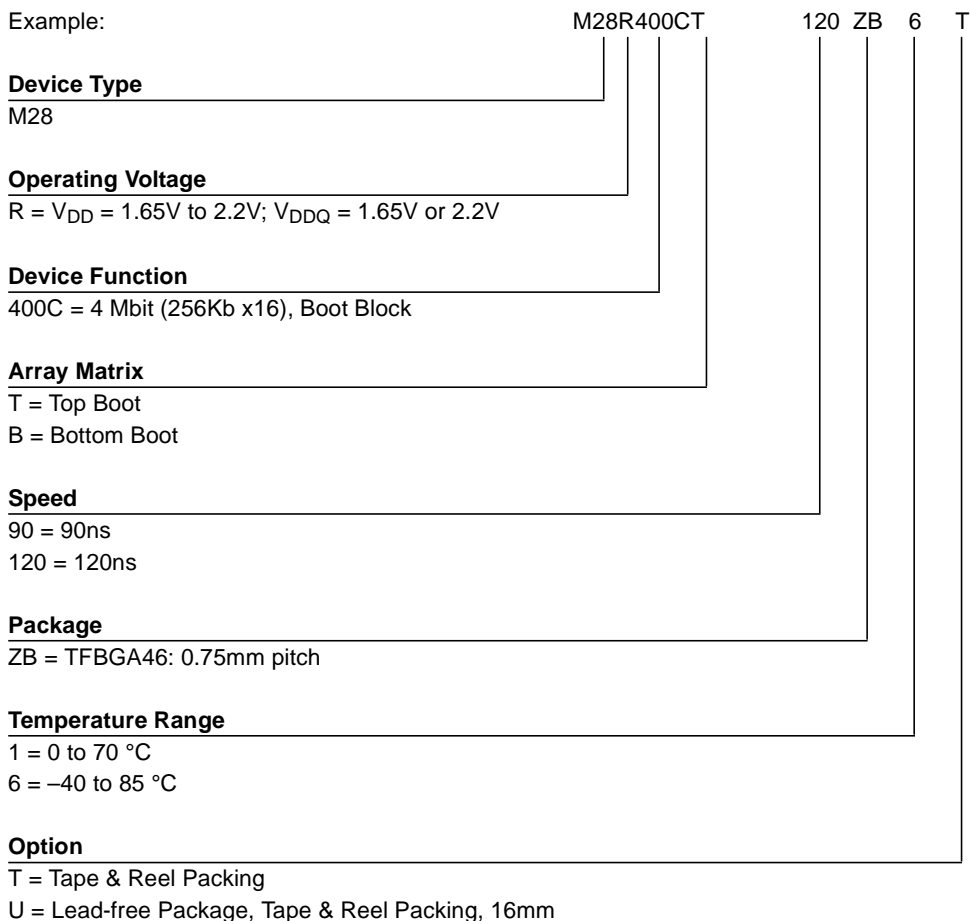 Example: M28R400CT 120 ZB 6 T
Device Type
M28
Operating Voltage
R = VDD = 1.65V to 2.2V; VDDQ = 1.65V or 2.2V
Device Function
400C = 4 Mbit (256Kb x16), Boot Block
Array Matrix
T = Top Boot
B = Bottom Boot
Speed
90 = 90ns
120 = 120ns
Package
ZB = TFBGA46: 0.75mm pitch
Temperature Range
1 = 0 to 70 °C
6 = –40 to 85 °C
Option
T = Tape & Reel Packing
U = Lead-free Package, Tape & Reel Packing, 16mm